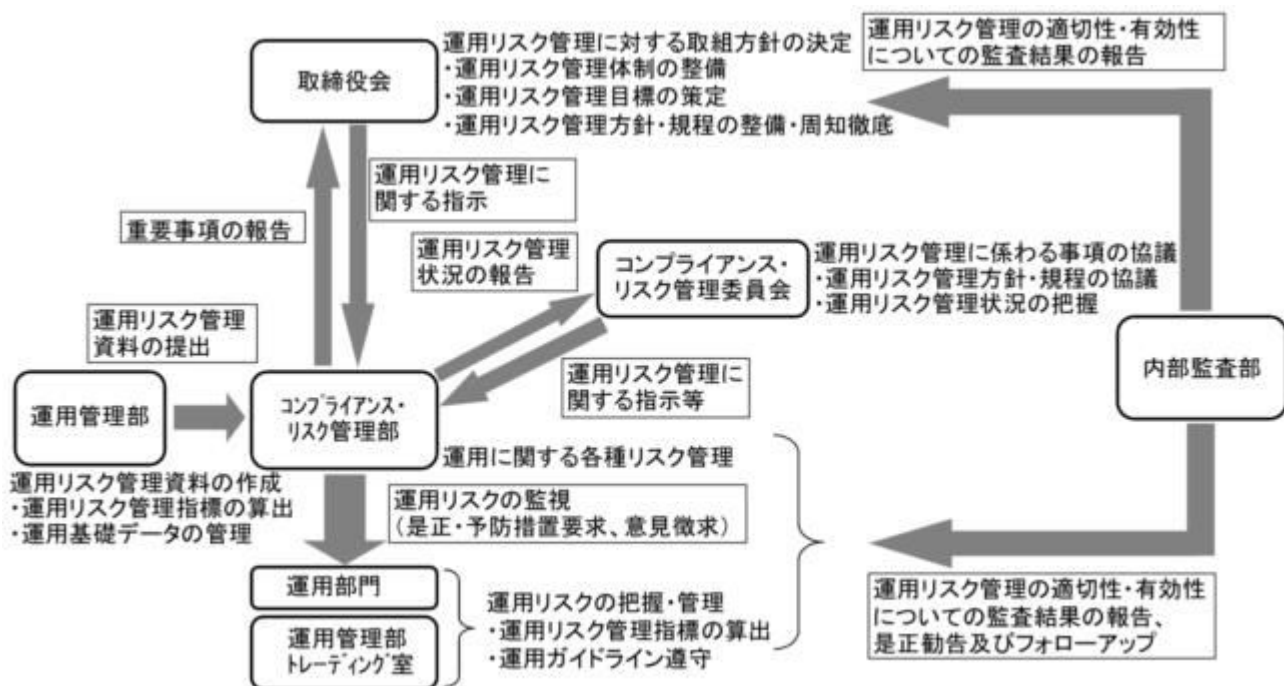 取締役会
運用リスク管理に対する取組方針の決定
・運用リスク管理体制の整備
・運用リスク管理目標の策定
・運用リスク管理方針・規程の整備・周知徹底
運用リスク管理の適切性・有効性
についての監査結果の報告
運用リスク管理に
関する指示
重要事項の報告
運用リスク管理
状況の報告
コンプライアンス・
リスク管理委員会
運用リスク管理に係わる事項の協議
・運用リスク管理方針・規程の協議
・運用リスク管理状況の把握
運用リスク管理
資料の提出
内部監査部
運用リスク管理に
関する指示等
運用管理部
コンプライアンス・
リスク管理部
運用に関する各種リスク管理
運用リスク管理資料の作成
・運用リスク管理指標の算出
・運用基礎データの管理
運用リスクの監視
(是正・予防措置要求、意見徴求)
運用部門
運用管理部
トレーディング室
運用リスクの把握・管理
・運用リスク管理指標の算出
・運用ガイドライン遵守
運用リスク管理の適切性・有効性
についての監査結果の報告、
是正勧告及びフォローアップ